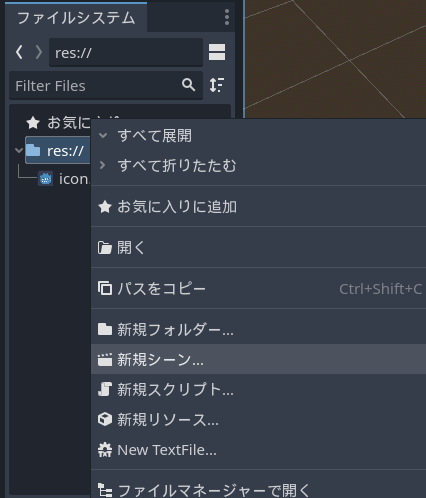 ファイルシステム
res://
Filter Files
お気に
res://
icon
すべて展開
すべて折りたたむ
お気に入りに追加
開く
パスをコピー Ctrl+Shift+C
新規フォルダー...
新規シーン...
新規スクリプト...
新規リソース...
New TextFile...
ファイルマネージャーで開く